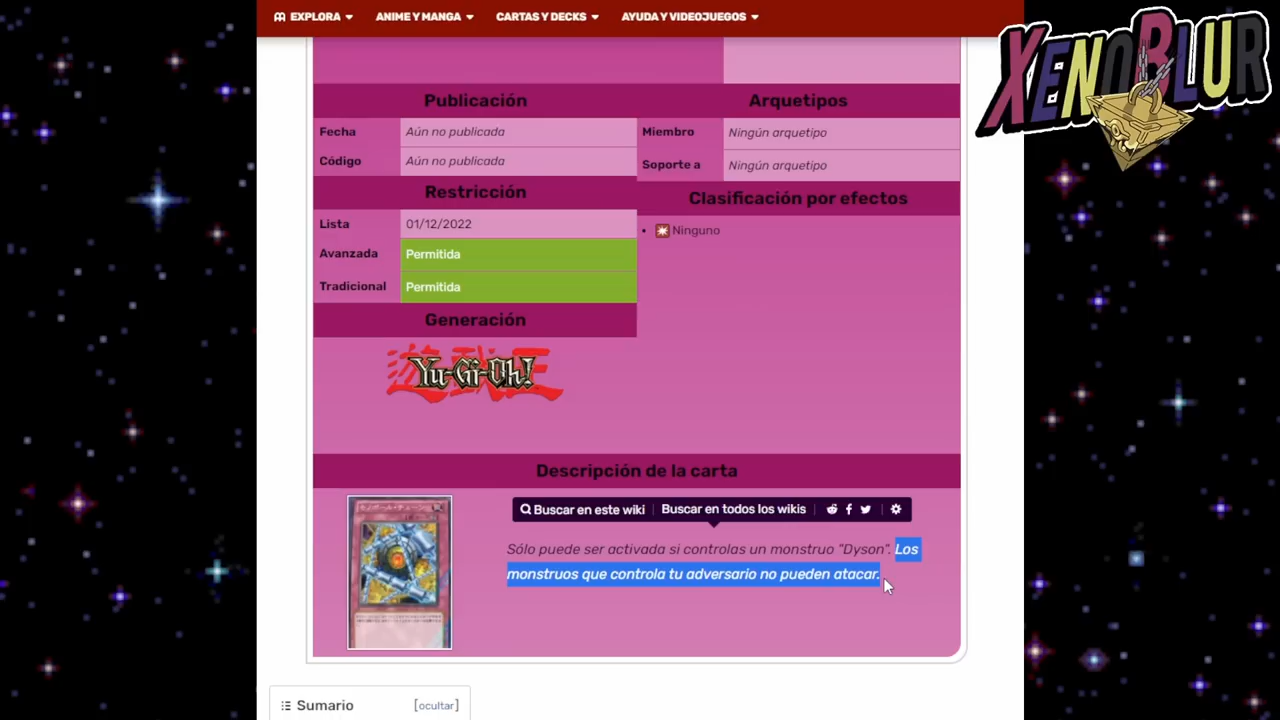 EXPLORA
ANIME Y MANGA
CARTAS Y DECKS
AYUDA Y VIDEOJUEGOS
XENOBLUR
Publicación
Fecha Aún no publicada
Código Aún no publicada
Arquetipos
Miembro Ningún arquetipo
Soporte a Ningún arquetipo
Restricción
Lista 01/12/2022
Avanzada Permitida
Tradicional Permitida
Clasificación por efectos
• Ninguno
Generación
遊戯王
Yu-Gi-Oh!
Descripción de la carta
Buscar en este wiki Buscar en todos los wikis
Sólo puede ser activada si controlas un monstruo "Dyson". Los
monstruos que controla tu adversario no pueden atacar.
Sumario [ocultar]